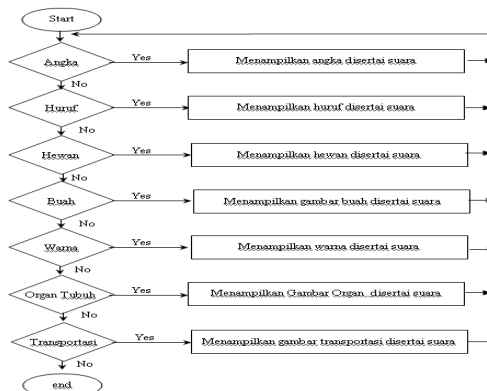 Start
Angka
Yes
Menampilkan angka disertai suara
No
Huruf
Yes
Menampilkan huruf disertai suara
No
Hewan
Yes
Menampilkan hewan disertai suara
No
Buah
Yes
Menampilkan gambar buah disertai suara
No
Warna
Yes
Menampilkan warna disertai suara
No
Organ Tubuh
Yes
Menampilkan Gambar Organ disertai suara
No
Transportasi
Yes
Menampilkan gambar transportasi disertai suara
No
end